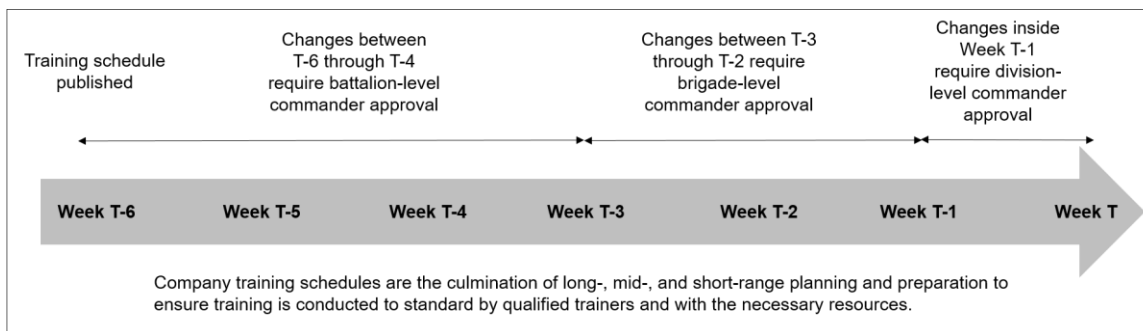 Training schedule
published
Changes between
T-6 through T-4
require battalion-level
commander approval
Changes between T-3
through T-2 require
brigade-level
commander approval
Changes inside
Week T-1
require division-
level commander
approval
Week T-6
Week T-5
Week T-4
Week T-3
Week T-2
Week T-1
Week T
Company training schedules are the culmination of long-, mid-, and short-range planning and preparation to
ensure training is conducted to standard by qualified trainers and with the necessary resources.